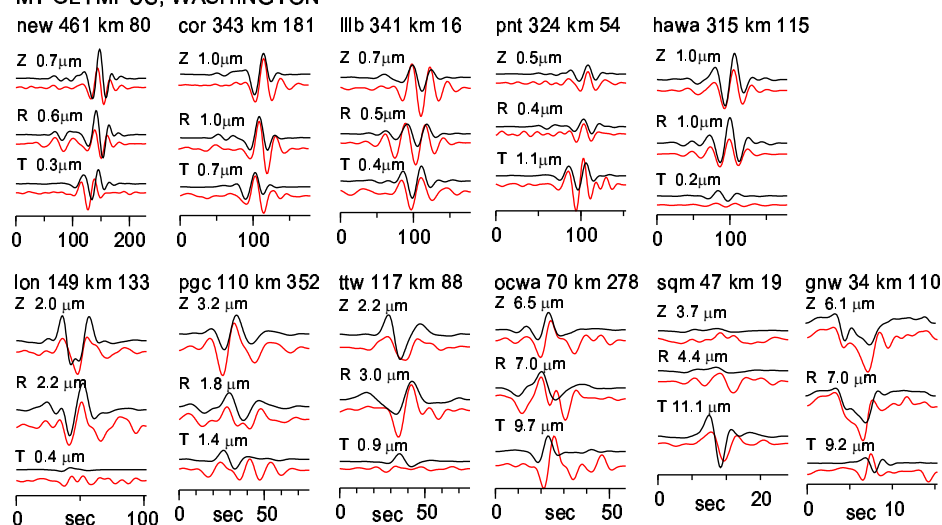 MT OLYMPUS, WASHINGTON
new 461 km 80
Z 0.7μm
R 0.6μm
T 0.3μm
0 100 200
cor 343 km 181
Z 1.0μm
R 1.0μm
T 0.7μm
0 100
lllb 341 km 16
Z 0.7μm
R 0.5μm
T 0.4μm
100
pnt 324 km 54
Z 0.5μm
R 0.4μm
T 1.1μm
0 100
hawa 315 km 115
Z 1.0μm
R 1.0μm
T 0.2μm
0 100
lon 149 km 133
Z 2.0 μm
R 2.2 μm
T 0.4 μm
0 sec 100
pgc 110 km 352
Z 3.2 μm
R 1.8 μm
T 1.4 μm
0 sec 50
ttw 117 km 88
Z 2.2 μm
R 3.0 μm
T 0.9 μm
0 sec 50
ocwa 70 km 278
Z 6.5 μm
R 7.0 μm
T 9.7 μm
0 sec 50
sqm 47 km 19
Z 3.7 μm
R 4.4 μm
T 11.1 μm
0 sec 20
gnw 34 km 110
Z 6.1 μm
R 7.0 μm
T 9.2 μm
0 sec 10